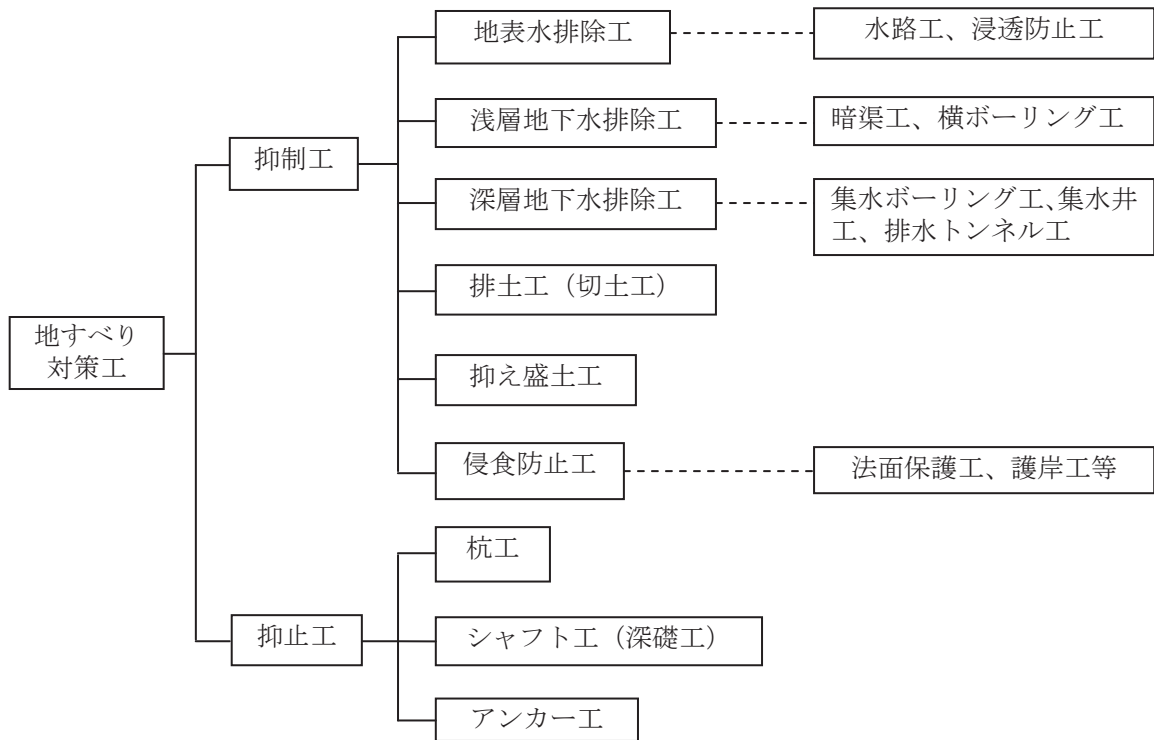 地表水排除工
水路工、浸透防止工
浅層地下水排除工
暗渠工、横ボーリング工
抑制工
深層地下水排除工
集水ボーリング工、集水井
工、排水トンネル工
排土工（切土工）
地すべり
対策工
抑え盛土工
侵食防止工
法面保護工、護岸工等
杭工
抑止工
シャフト工（深礎工）
アンカー工